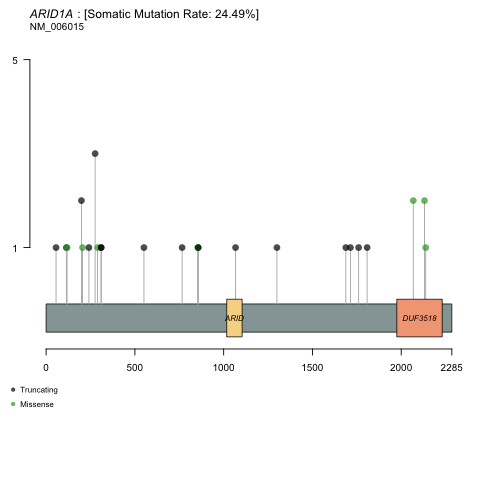 ARID1A : [Somatic Mutation Rate: 24.49%]
NM_006015
5
1
ARID
DUF3518
0 500 1000 1500 2000 2285
Truncating
Missense